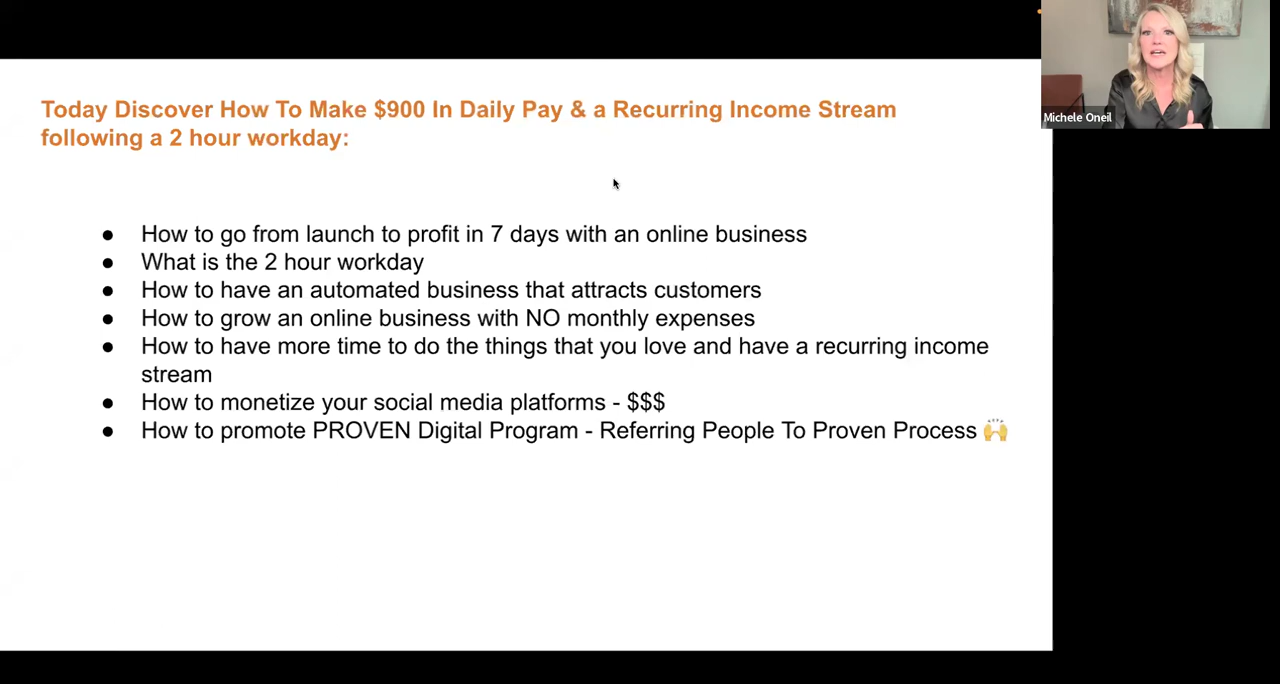 Today Discover How To Make $900 In Daily Pay & a Recurring Income Stream
following a 2 hour workday:
● How to go from launch to profit in 7 days with an online business
● What is the 2 hour workday
● How to have an automated business that attracts customers
● How to grow an online business with NO monthly expenses
● How to have more time to do the things that you love and have a recurring income
stream
● How to monetize your social media platforms - $$$
● How to promote PROVEN Digital Program - Referring People To Proven Process 🙌
Michele Oneil